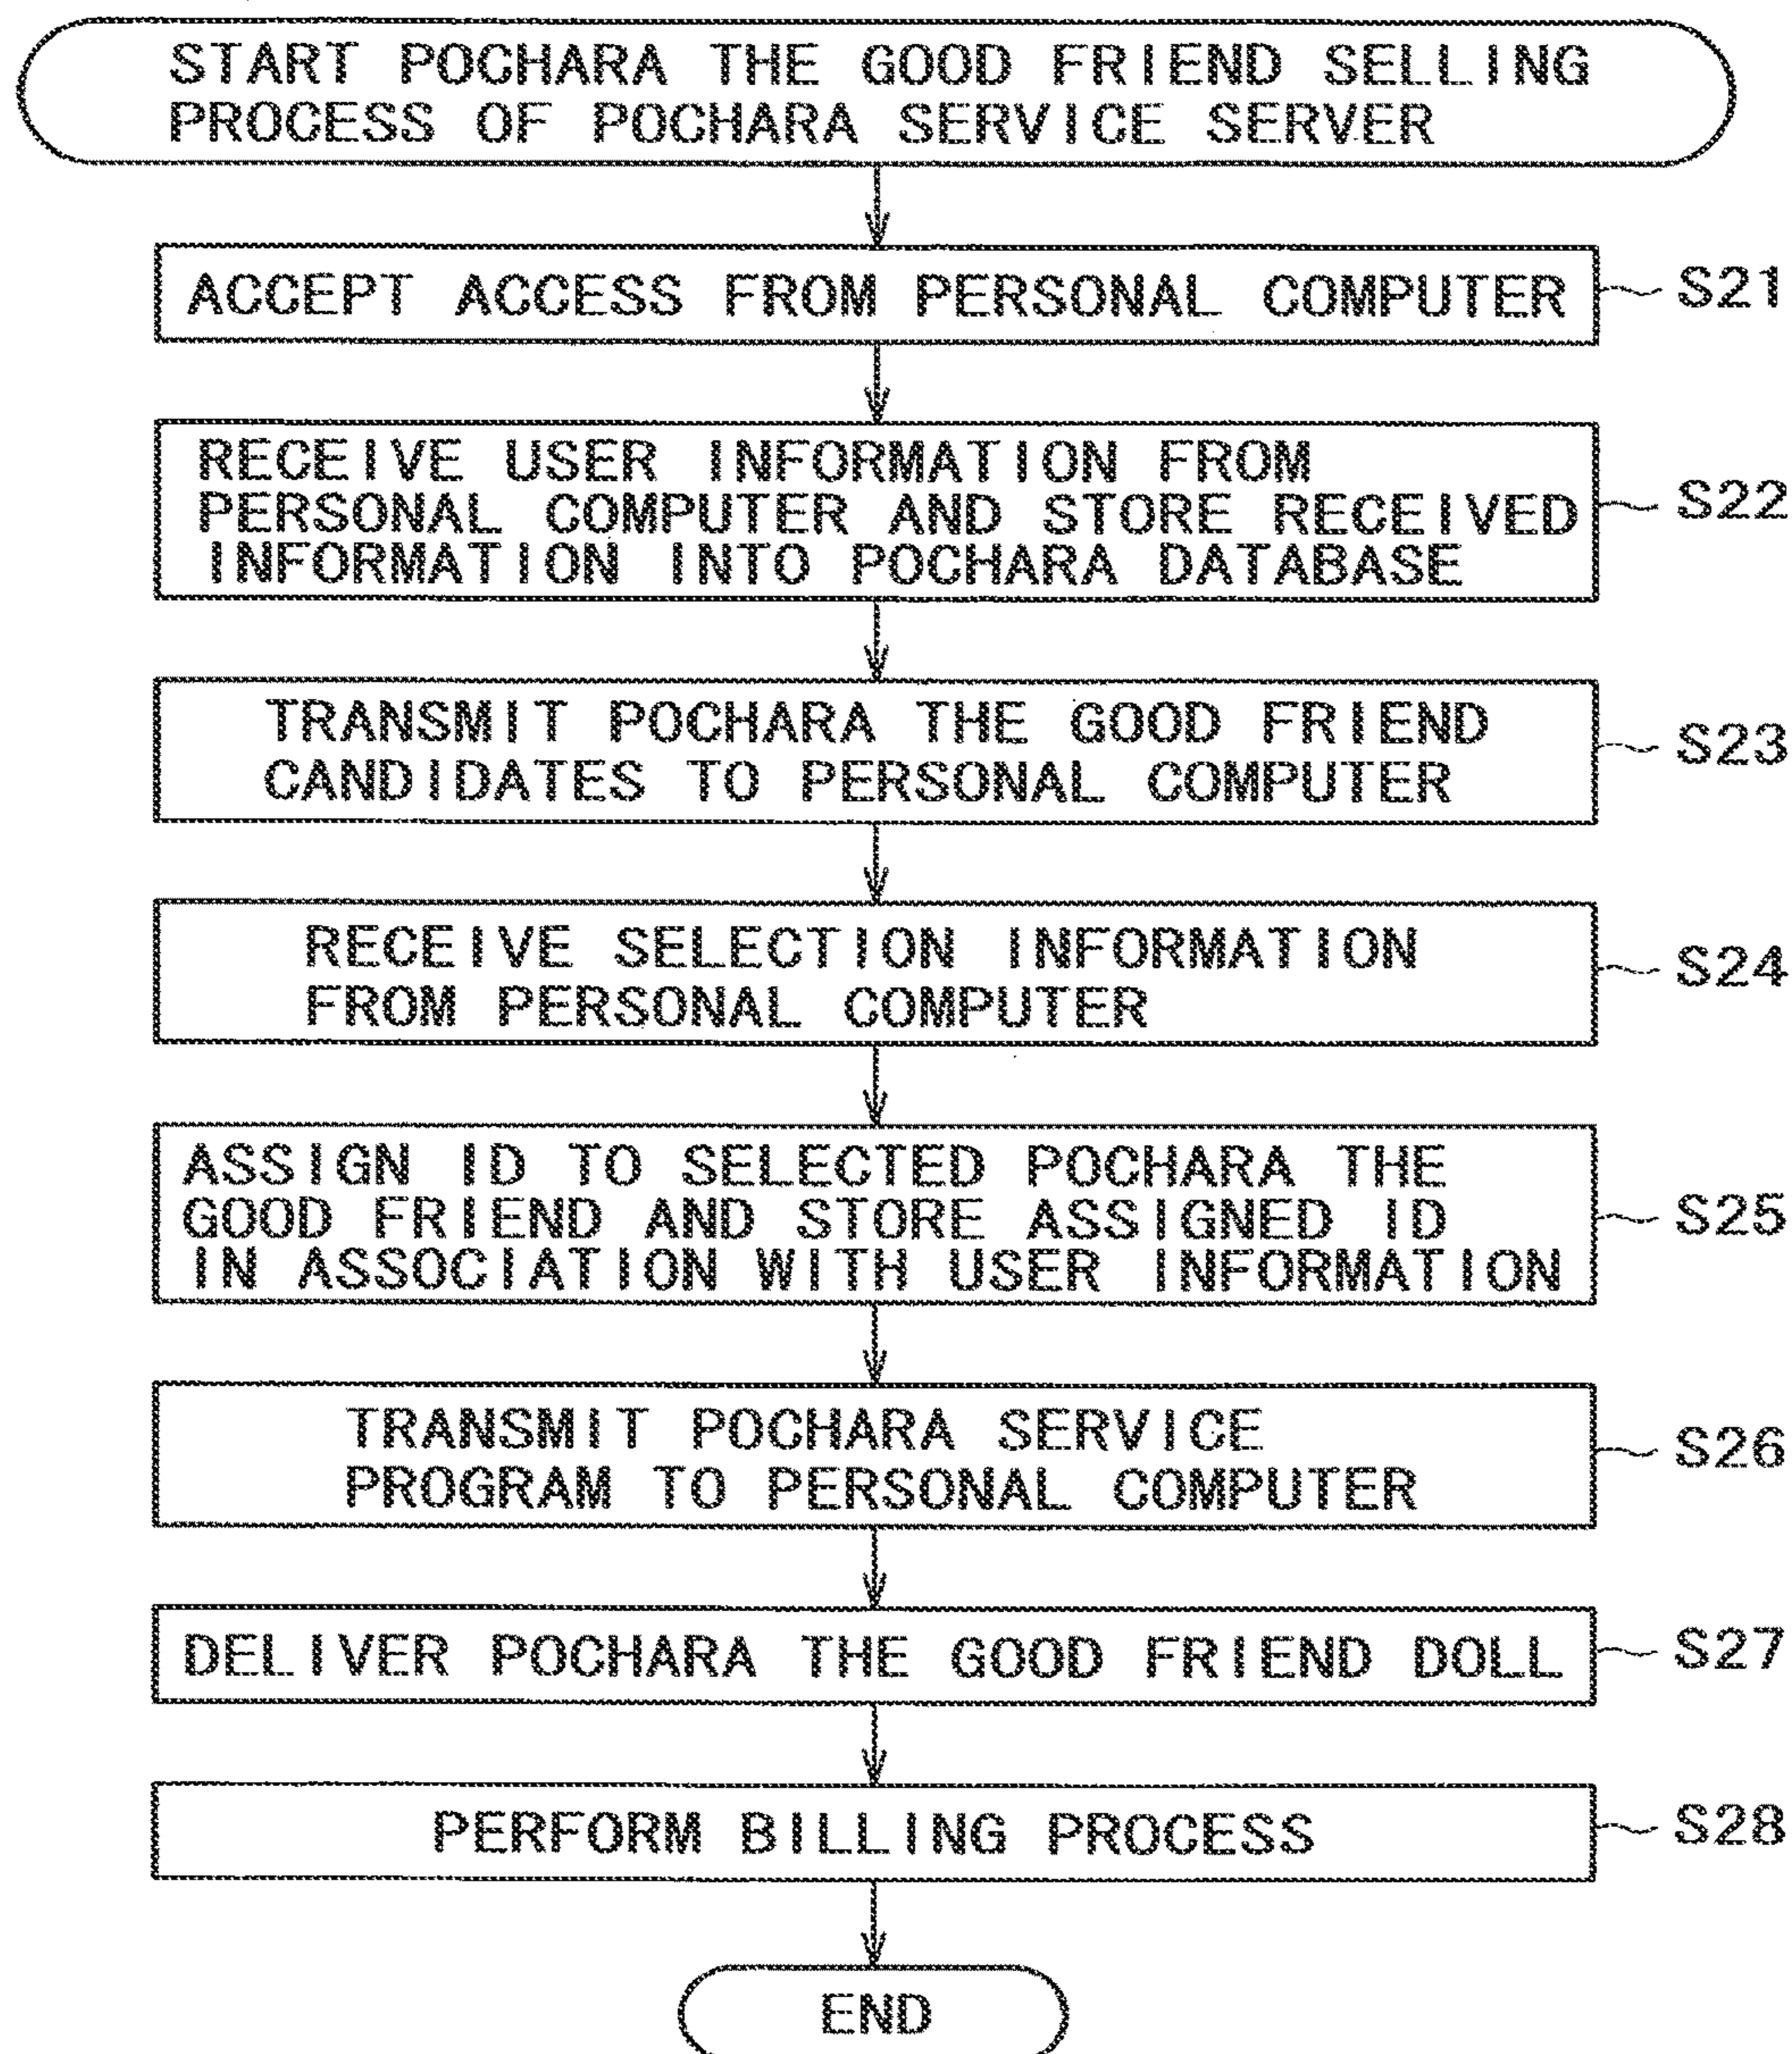 START POCHARA THE GOOD FRIEND SELLING
PROCESS OF POCHARA SERVICE SERVER
ACCEPT ACCESS FROM PERSONAL COMPUTER
S21
RECEIVE USER INFORMATION FROM
PERSONAL COMPUTER AND STORE RECEIVED
INFORMATION INTO POCHARA DATABASE
S22
TRANSMIT POCHARA THE GOOD FRIEND
CANDIDATES TO PERSONAL COMPUTER
S23
RECEIVE SELECTION INFORMATION
FROM PERSONAL COMPUTER
S24
ASSIGN ID TO SELECTED POCHARA THE
GOOD FRIEND AND STORE ASSIGNED ID
IN ASSOCIATION WITH USER INFORMATION
S25
TRANSMIT POCHARA SERVICE
PROGRAM TO PERSONAL COMPUTER
S26
DELIVER POCHARA THE GOOD FRIEND DOLL
S27
PERFORM BILLING PROCESS
S28
END